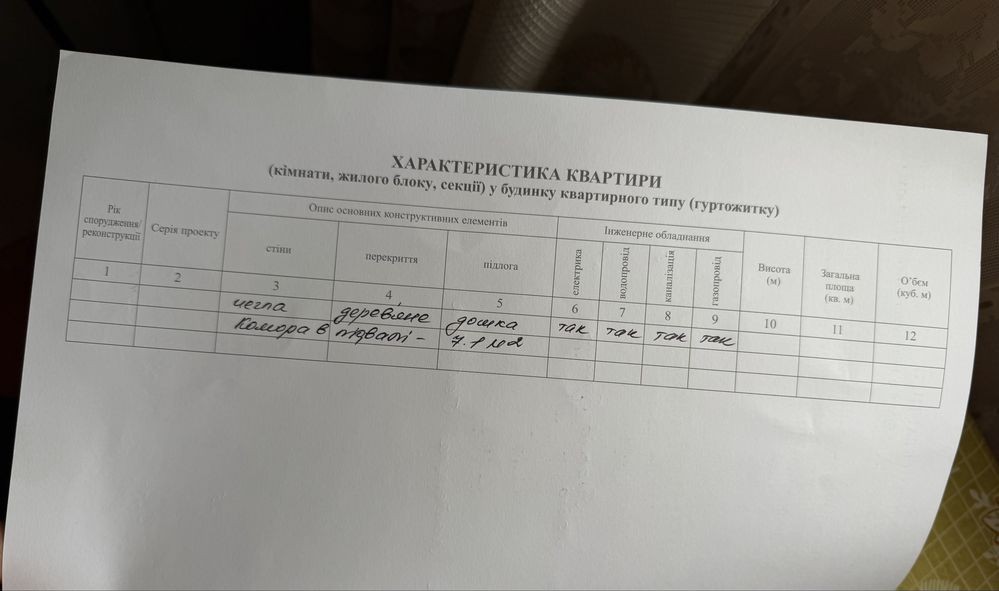 ХАРАКТЕРИСТИКА КВАРТИРИ
(кімнати, жилого блоку, секції) у будинку квартирного типу (гуртожитку)
Рік спорудження/ реконструкції
Серія проекту
Опис основних конструктивних елементів
стіни
перекриття
підлога
Інженерне обладнання
електрика
водопровід
каналізація
газопровід
Висота (м)
Загальна площа (кв. м)
О'бєм (куб. м)
1 2 3 4 5 6 7 8 9 10 11 12
цегла деревяне дошка так так так так
Комора в підвалі – 7.1 м2